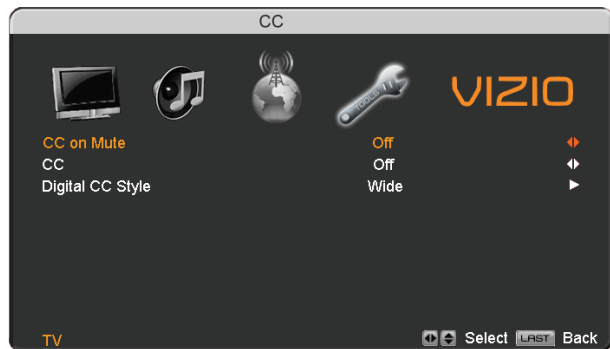 CC
TOOLS
VIZIO
CC on Mute Off
CC Off
Digital CC Style Wide
TV Select LAST Back